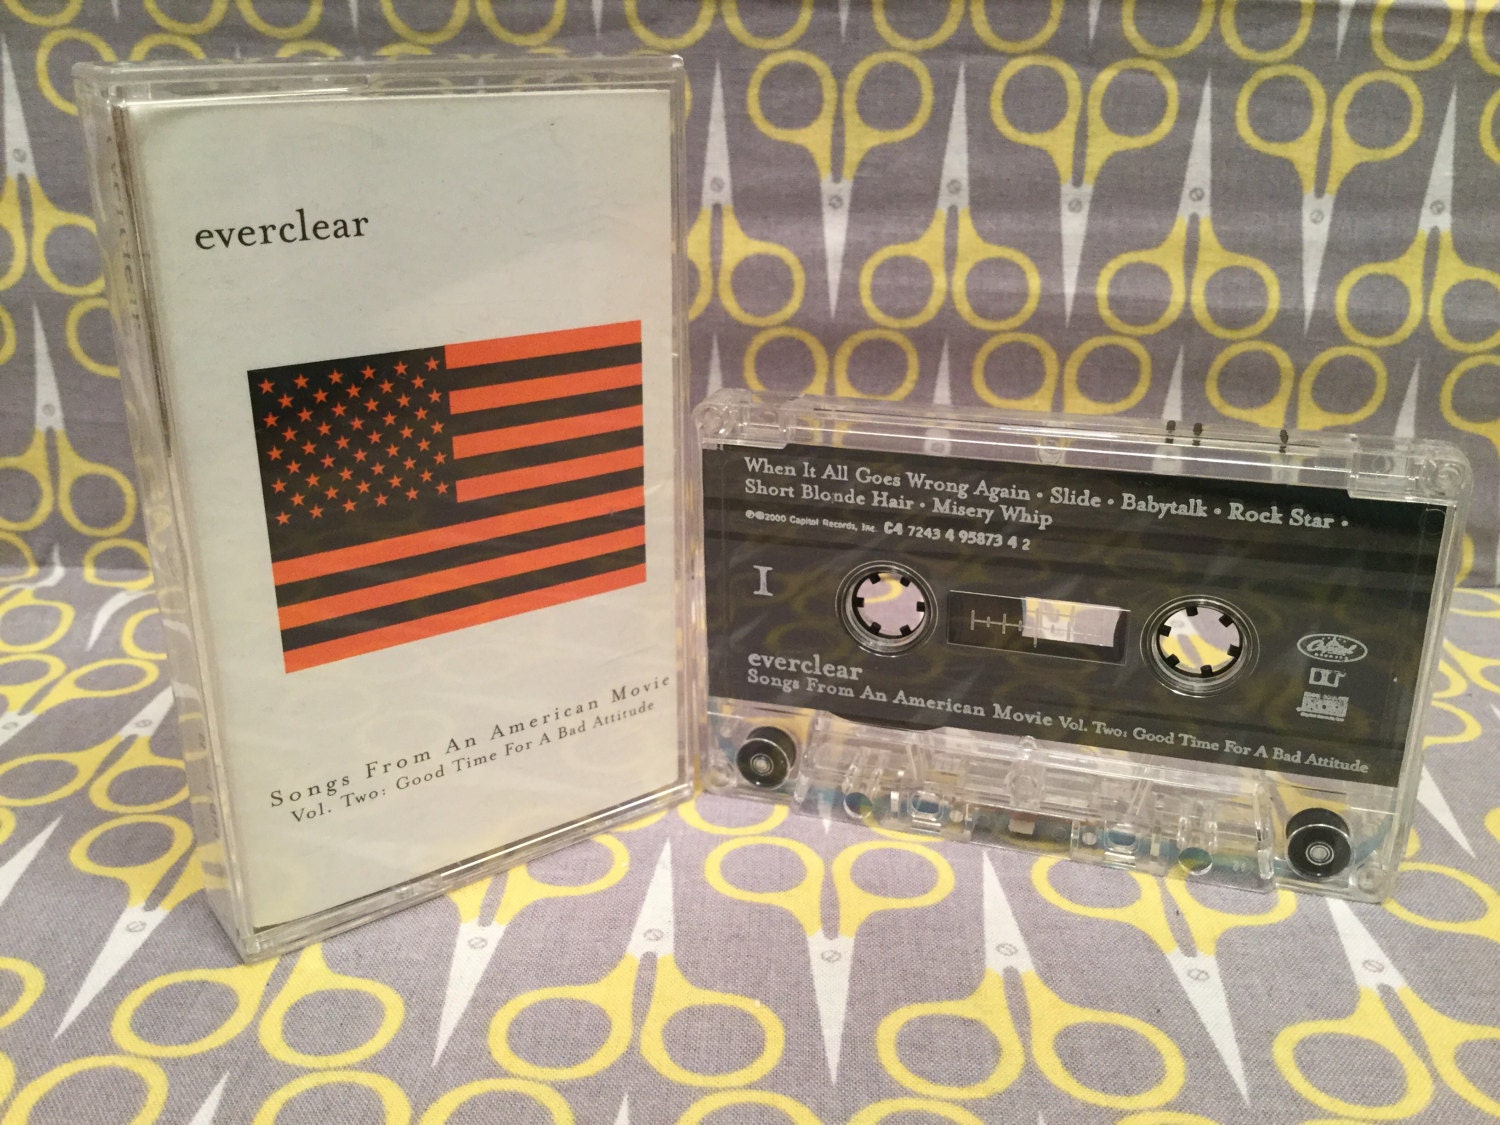 everclear
Songs From An American Movie
Vol. Two: Good Time For A Bad Attitude
When It All Goes Wrong Again • Slide • Babytalk • Rock Star •
Short Blonde Hair • Misery Whip
℗©2000 Capitol Records, Inc. C4 7243 4 95873 4 2
I
Capitol
everclear
Songs From An American Movie Vol. Two: Good Time For A Bad Attitude